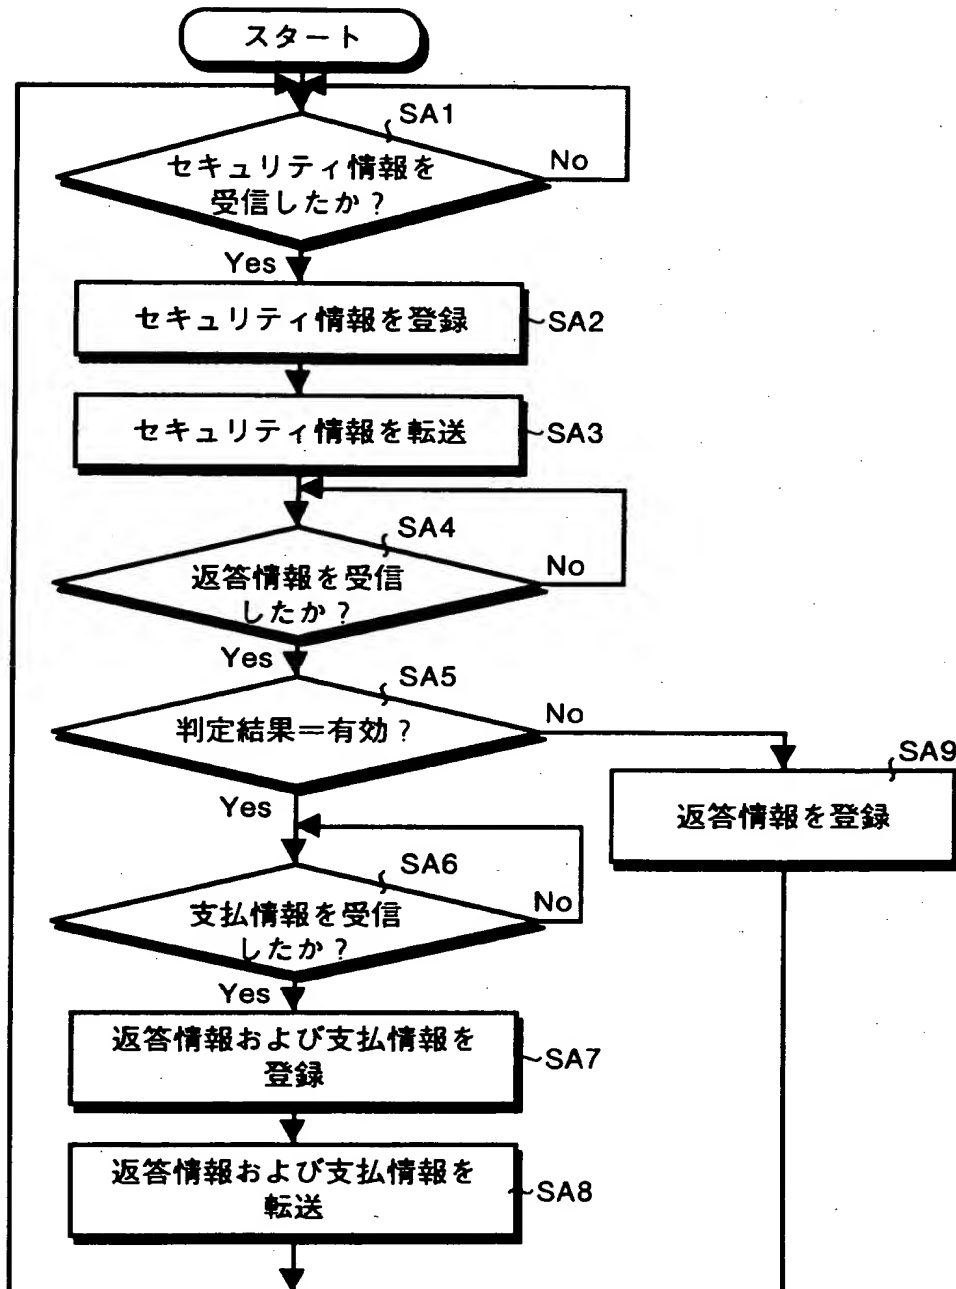 スタート
SA1
セキュリティ情報を
受信したか？
No
Yes
セキュリティ情報を登録
SA2
セキュリティ情報を転送
SA3
SA4
返答情報を受信
したか？
No
Yes
SA5
判定結果＝有効？
No
Yes
SA9
返答情報を登録
SA6
支払情報を受信
したか？
No
Yes
返答情報および支払情報を
登録
SA7
返答情報および支払情報を
転送
SA8